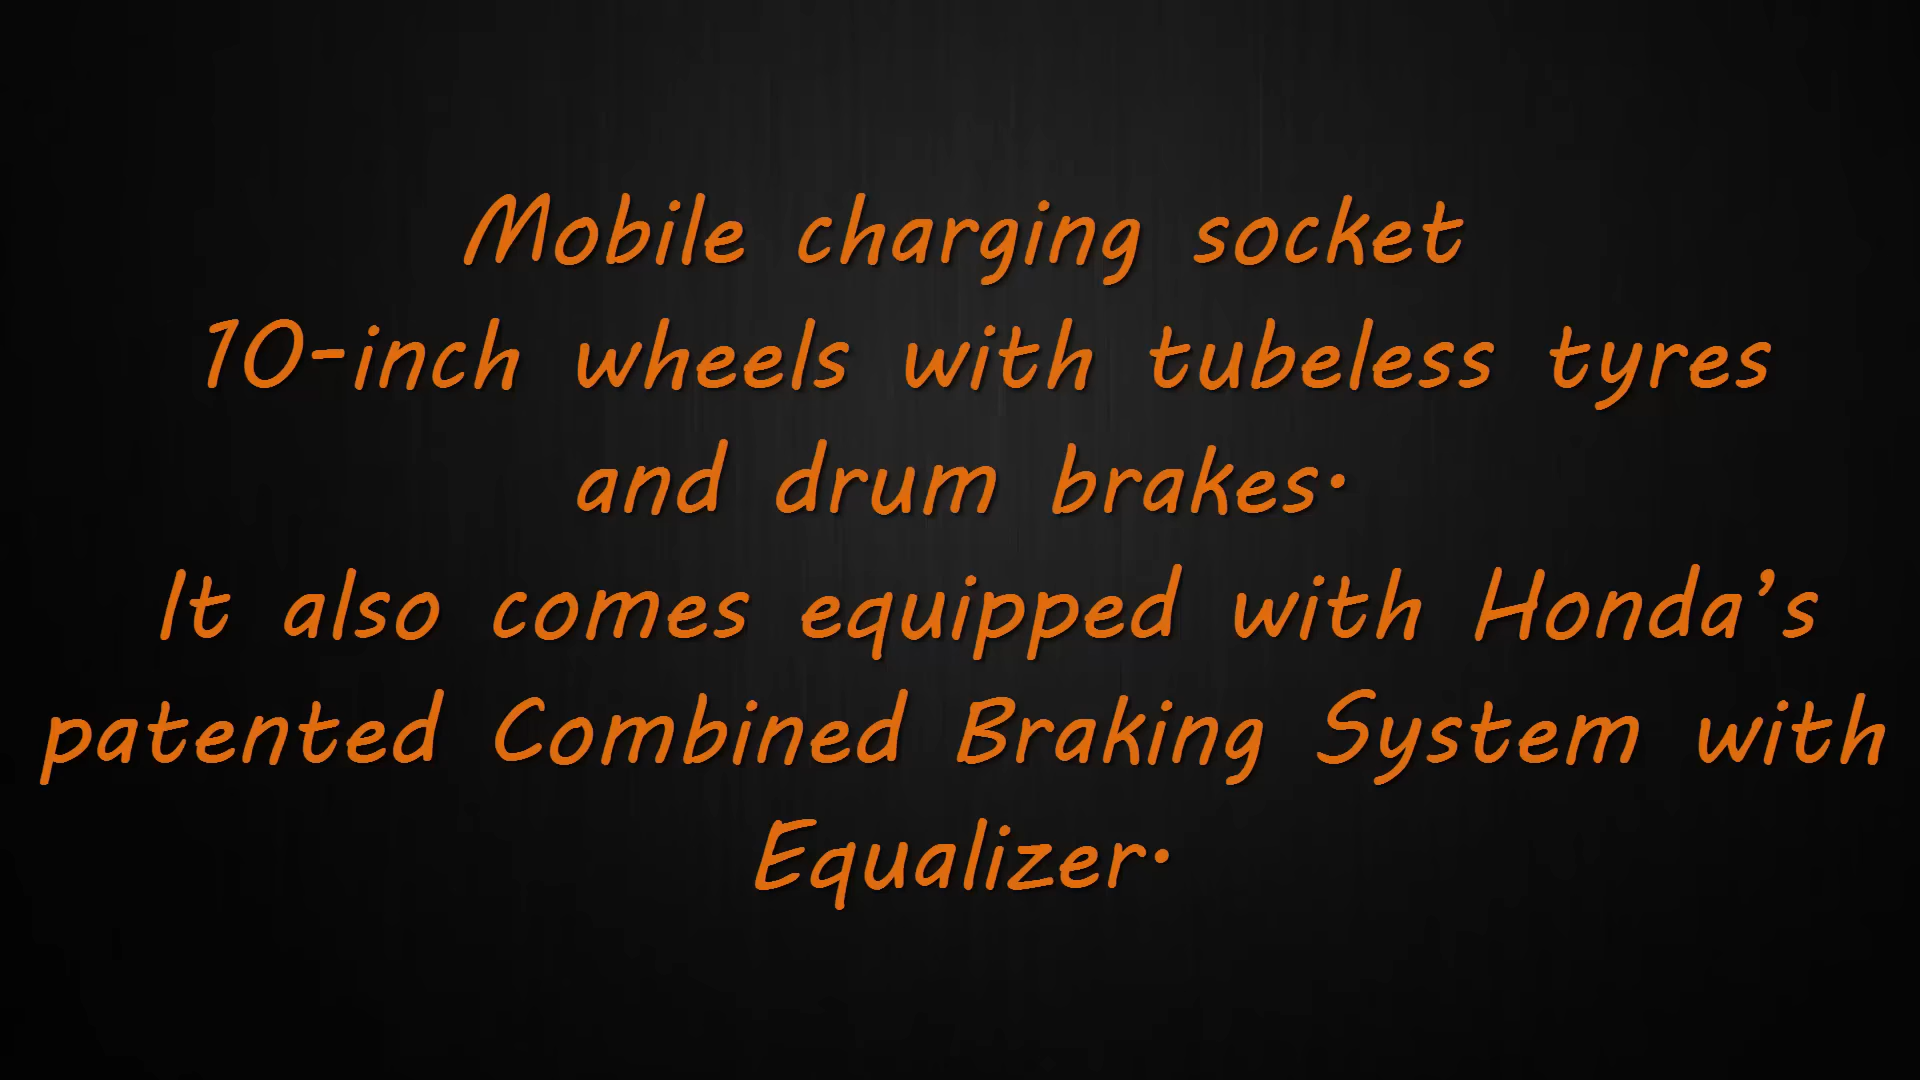 Mobile charging socket
10-inch wheels with tubeless tyres
and drum brakes.
It also comes equipped with Honda’s
patented Combined Braking System with
Equalizer.